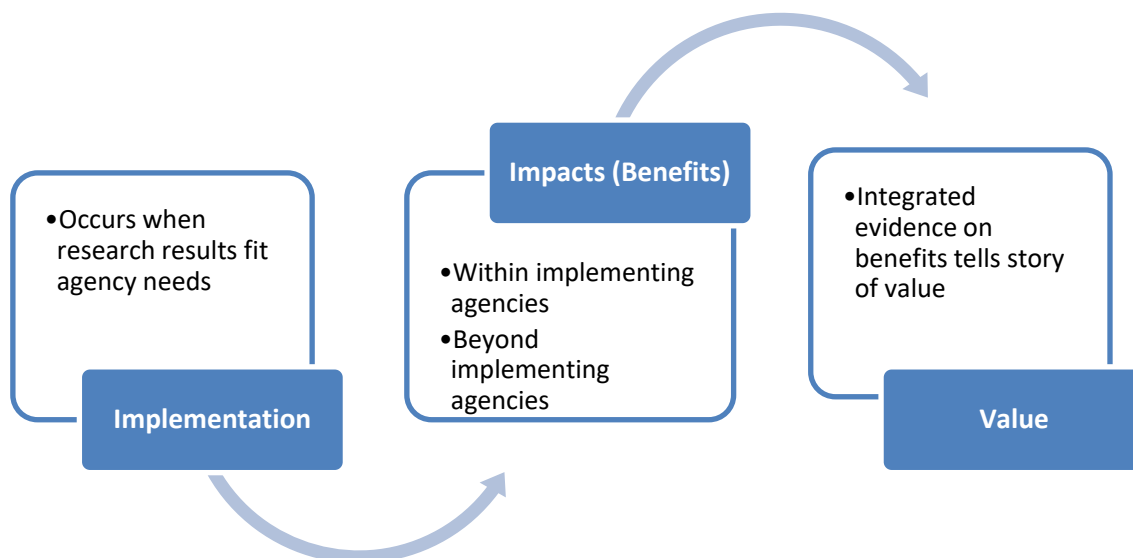 •Occurs when
research results fit
agency needs
Implementation
Impacts (Benefits)
•Within implementing
agencies
•Beyond
implementing
agencies
•Integrated
evidence on
benefits tells story
of value
Value